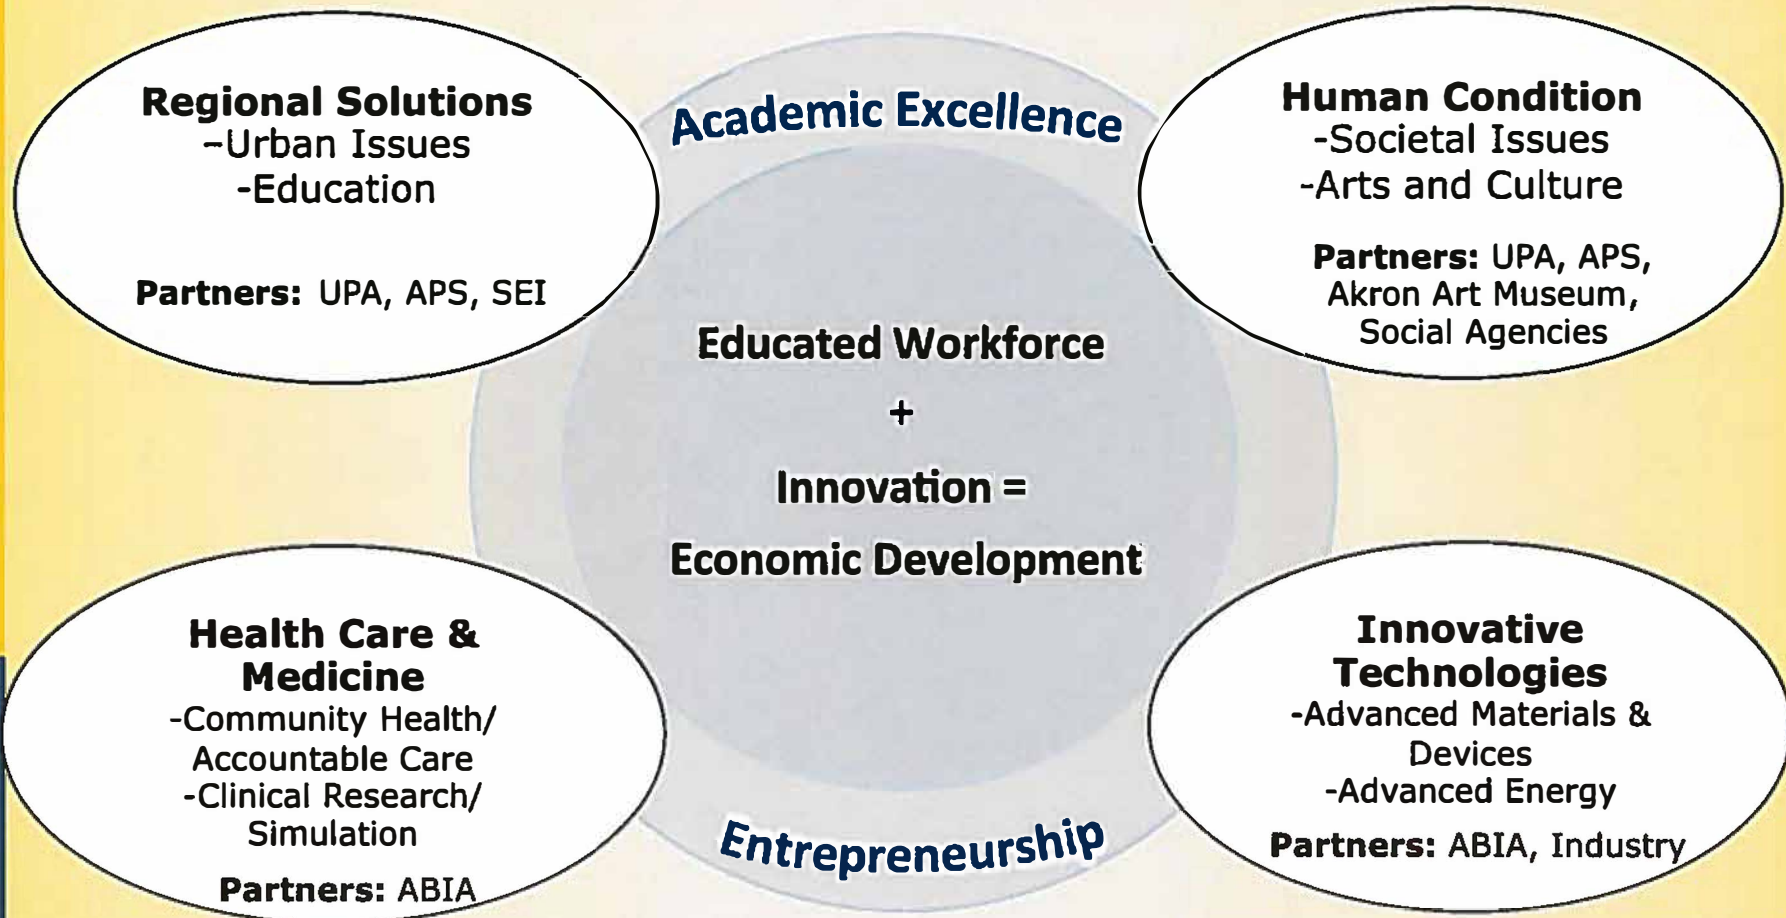 Regional Solutions
–Urban Issues
-Education
Partners: UPA, APS, SEI
Academic Excellence
Human Condition
-Societal Issues
-Arts and Culture
Partners: UPA, APS,
Akron Art Museum,
Social Agencies
Educated Workforce
+
Innovation =
Economic Development
Health Care &
Medicine
-Community Health/
Accountable Care
-Clinical Research/
Simulation
Partners: ABIA
Entrepreneurship
Innovative
Technologies
-Advanced Materials &
Devices
-Advanced Energy
Partners: ABIA, Industry